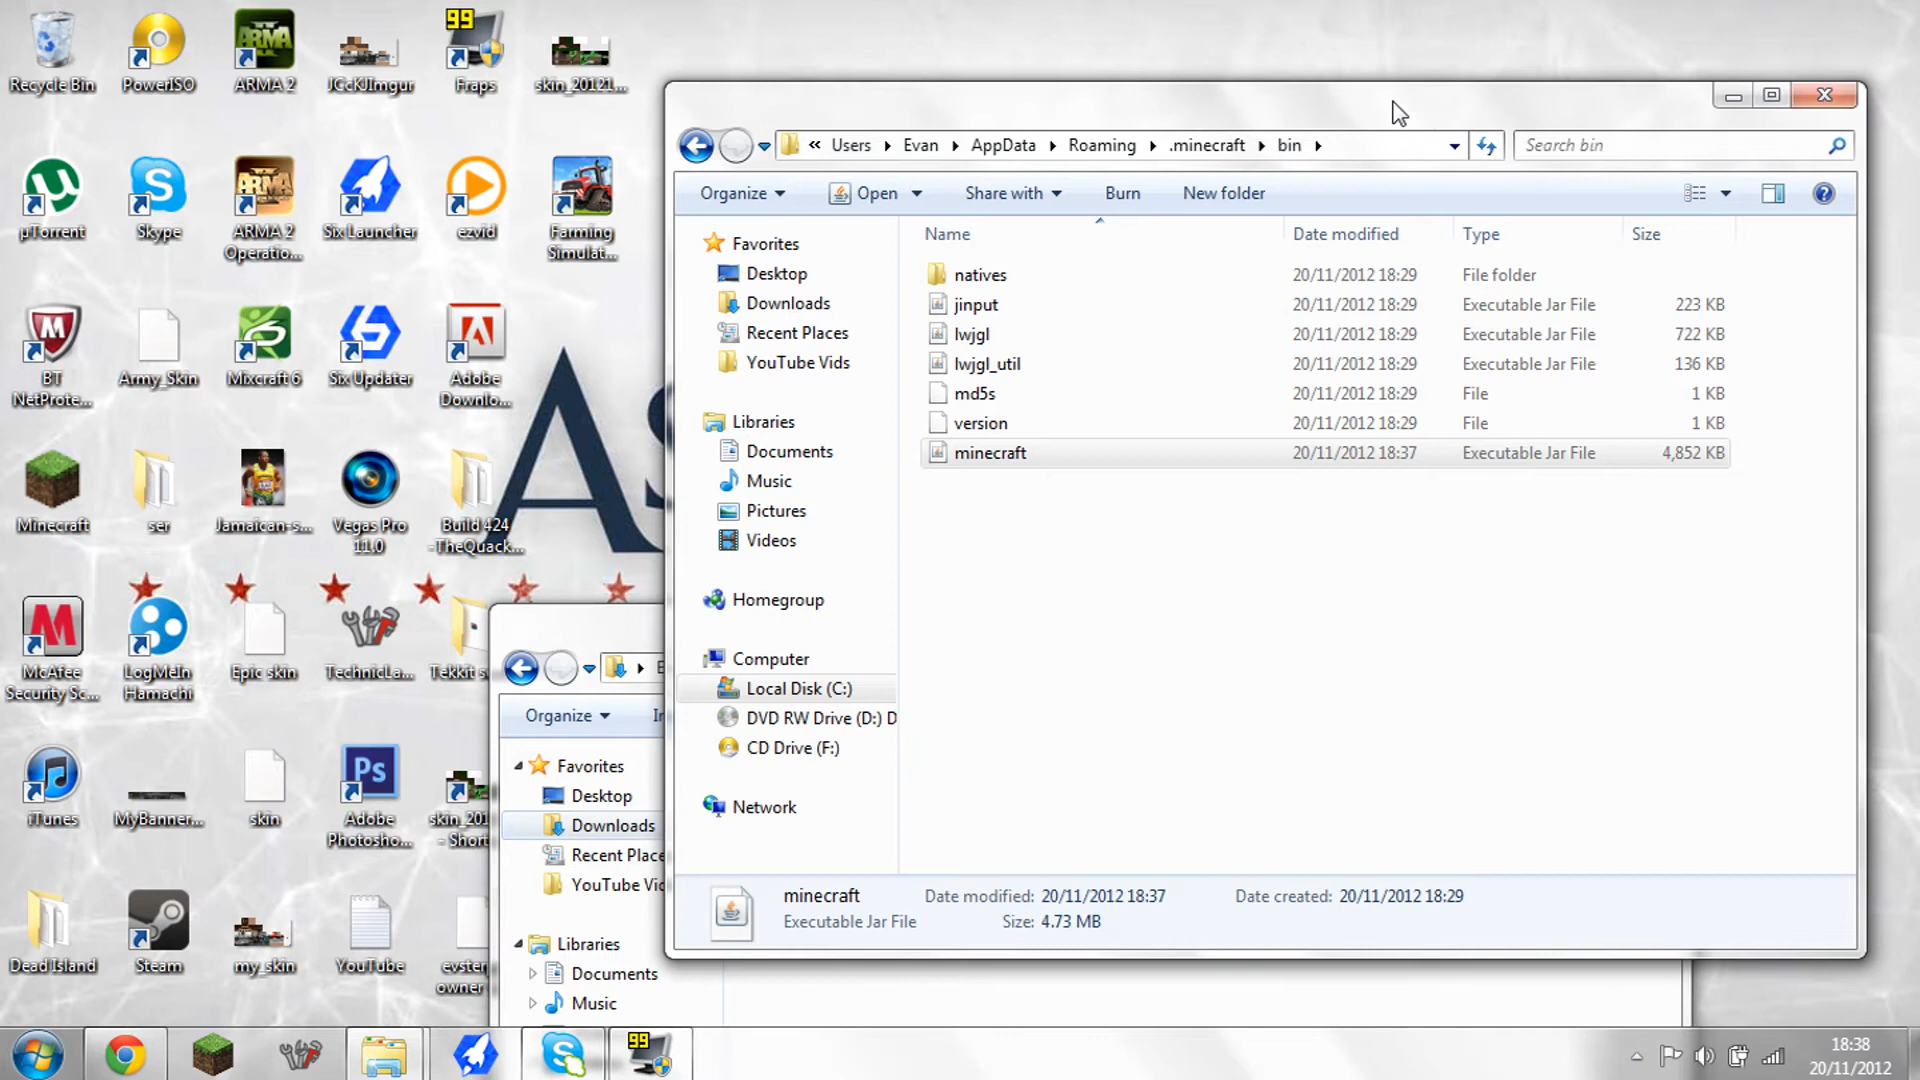 Recycle Bin
PowerISO
ARMA 2
JCcKJImgur
99
Fraps
skin_20121...
µTorrent
Skype
ARMA 2
Operatio...
Six Launcher
ezvid
Farming
Simulat...
BT
NetProte...
Army_Skin
Mixcraft 6
Six Updater
Adobe
Downlo...
Minecraft
ser
Jamaican-s...
Vegas Pro
11.0
Build 424
-TheQuack...
As
McAfee
Security Sc...
LogMeIn
Hamachi
Epic skin
TechnicLa...
Tekkit s
iTunes
MyBanner...
skin
Ps
Adobe
Photosho...
skin_201
- Short
Dead Island
Steam
my_skin
YouTube
evster
owner
« Users Evan AppData Roaming .minecraft bin
Search bin
Organize Open Share with Burn New folder
Name Date modified Type Size
natives 20/11/2012 18:29 File folder
jinput 20/11/2012 18:29 Executable Jar File 223 KB
lwjgl 20/11/2012 18:29 Executable Jar File 722 KB
lwjgl_util 20/11/2012 18:29 Executable Jar File 136 KB
md5s 20/11/2012 18:29 File 1 KB
version 20/11/2012 18:29 File 1 KB
minecraft 20/11/2012 18:37 Executable Jar File 4,852 KB
Favorites
Desktop
Downloads
Recent Places
YouTube Vids
Libraries
Documents
Music
Pictures
Videos
Homegroup
Computer
Local Disk (C:)
DVD RW Drive (D:) D
CD Drive (F:)
Network
minecraft Date modified: 20/11/2012 18:37 Date created: 20/11/2012 18:29
Executable Jar File Size: 4.73 MB
E
Organize In
Favorites
Desktop
Downloads
Recent Place
YouTube Vid
Libraries
Documents
Music
99
18:38
20/11/2012